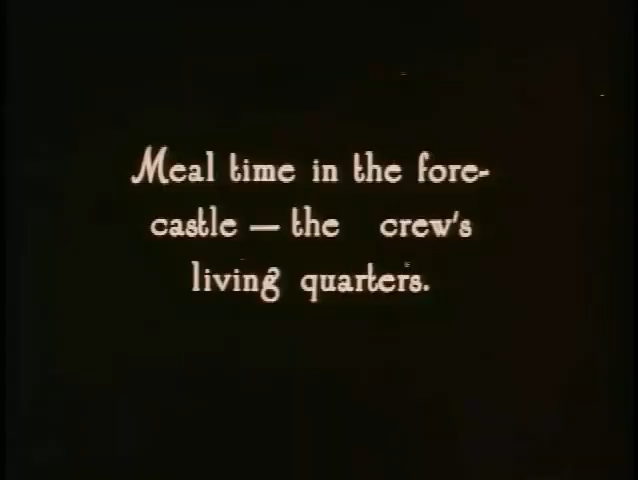 Meal time in the fore-
castle — the crew's
living quarters.